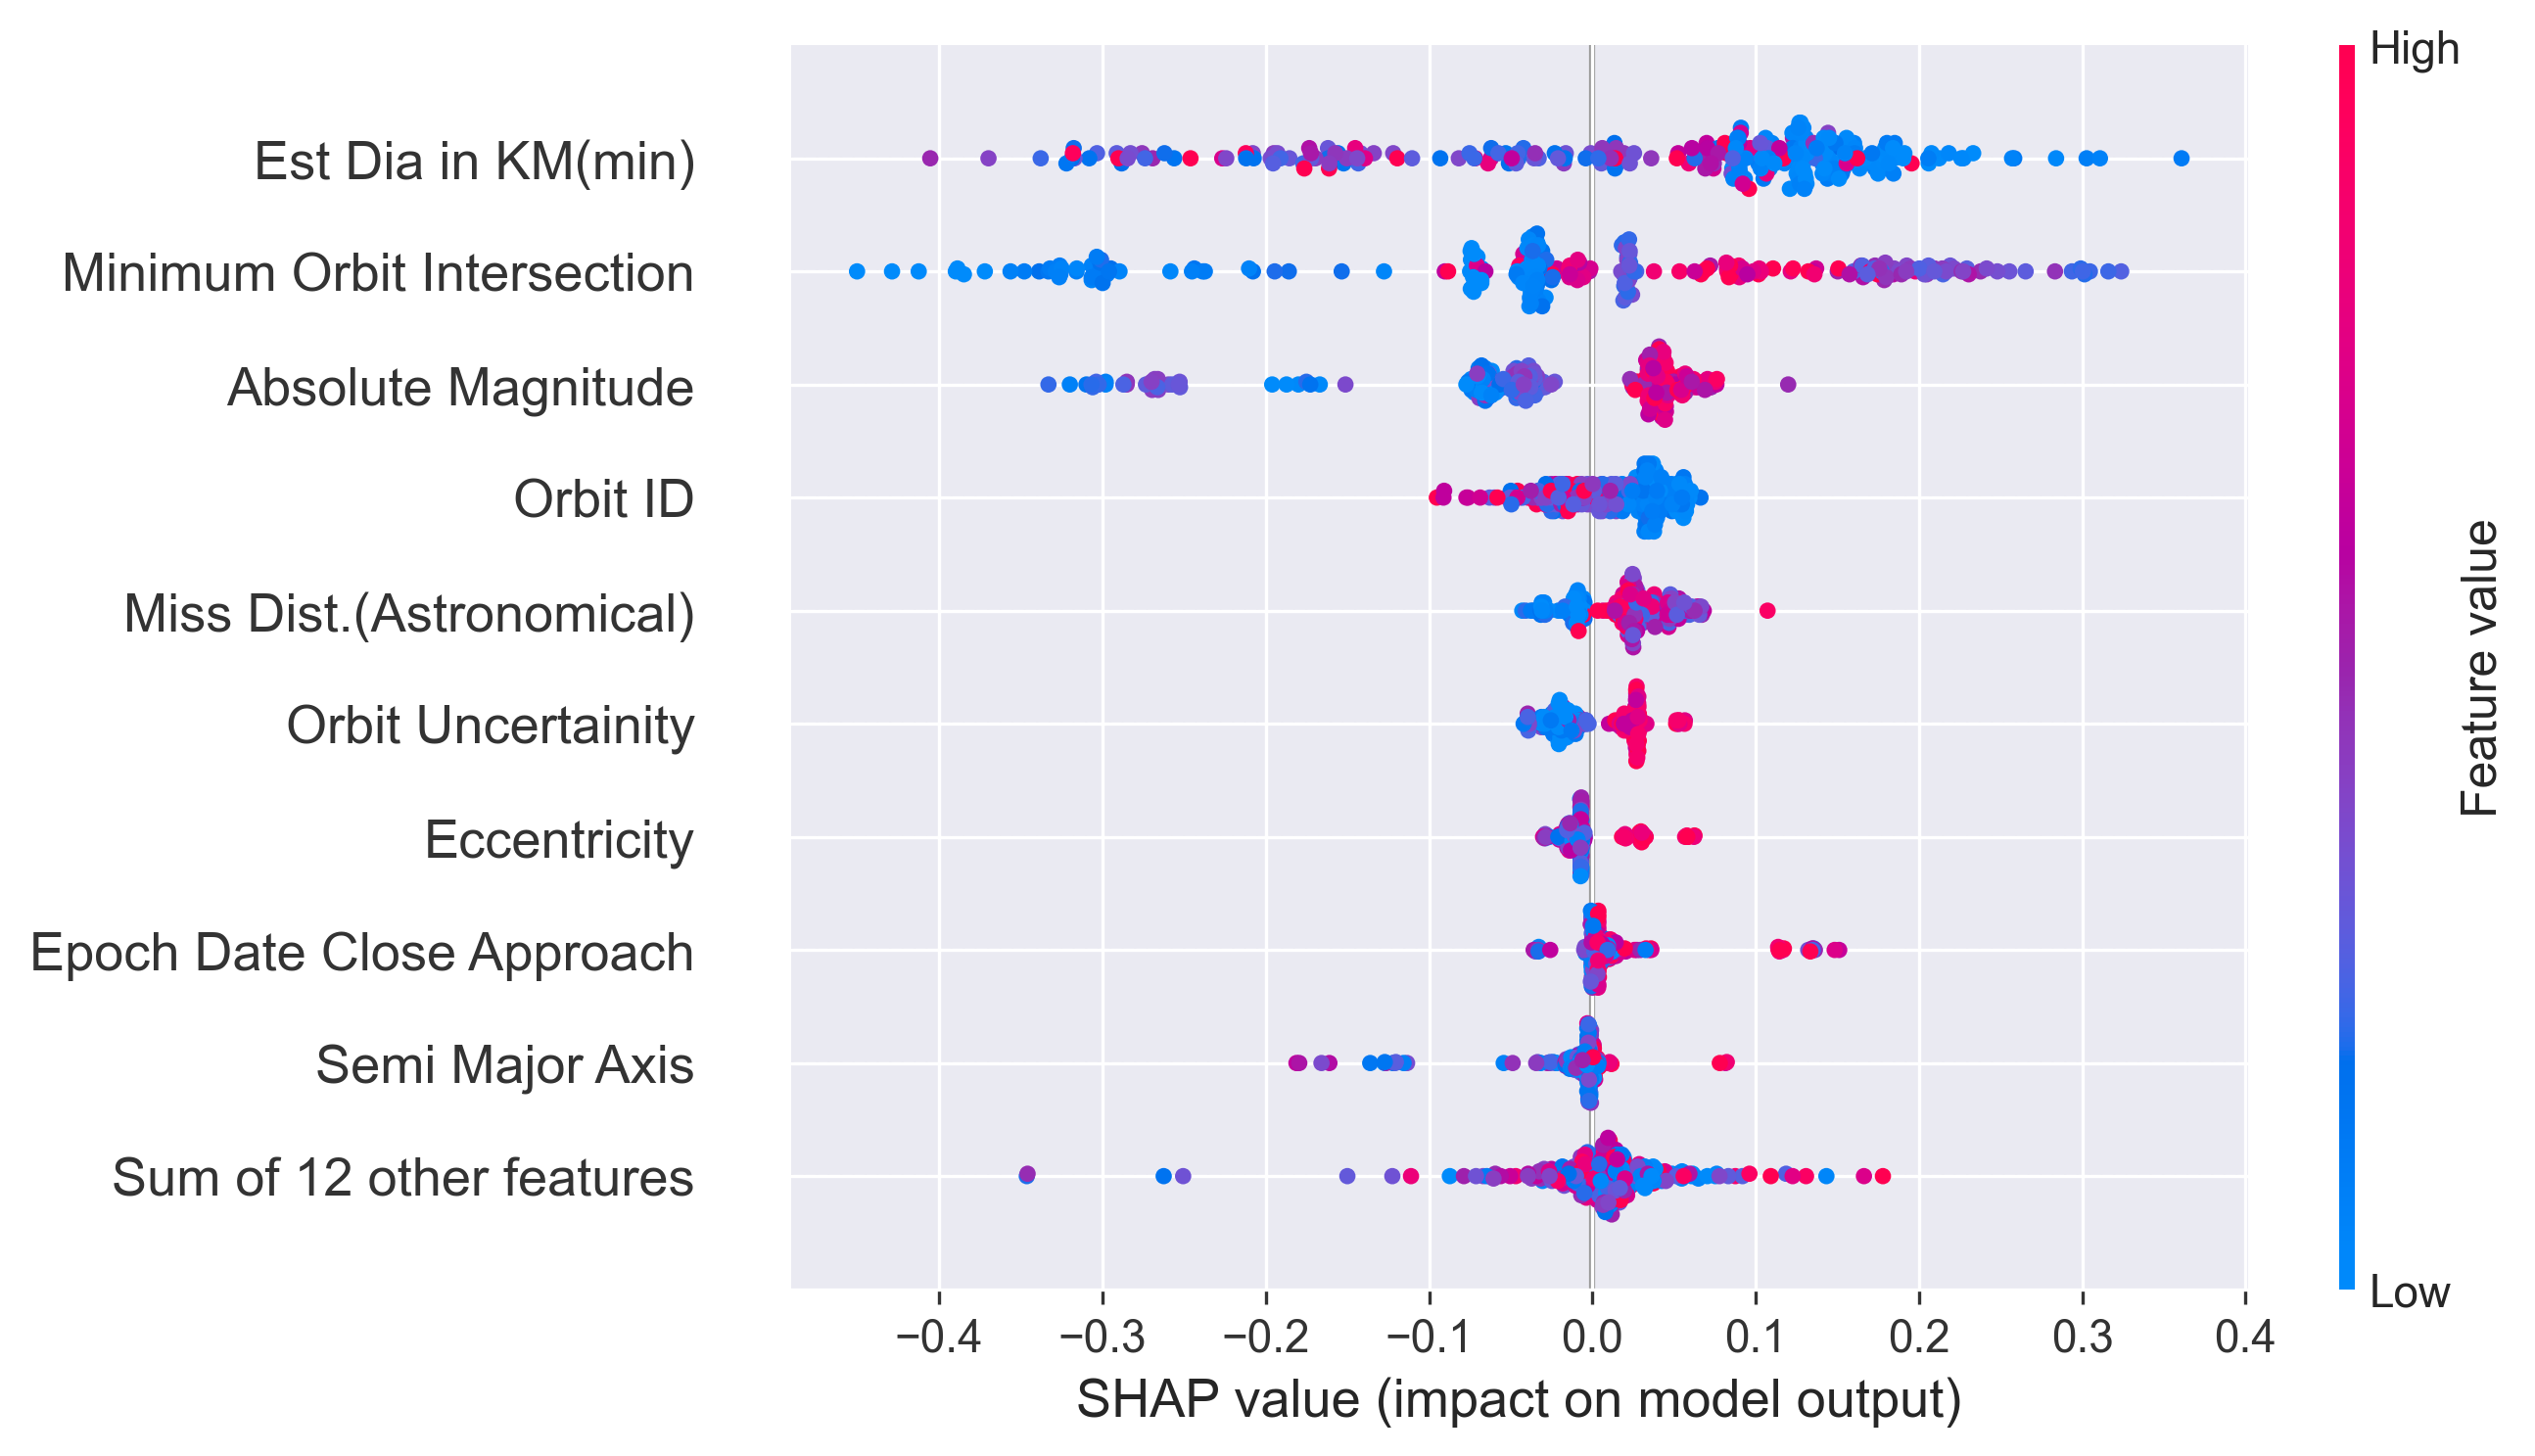 High
Est Dia in KM(min)
Minimum Orbit Intersection
Absolute Magnitude
Orbit ID
Miss Dist.(Astronomical)
Orbit Uncertainity
Eccentricity
Epoch Date Close Approach
Semi Major Axis
Sum of 12 other features
Feature value
Low
−0.4 −0.3 −0.2 −0.1 0.0 0.1 0.2 0.3 0.4
SHAP value (impact on model output)